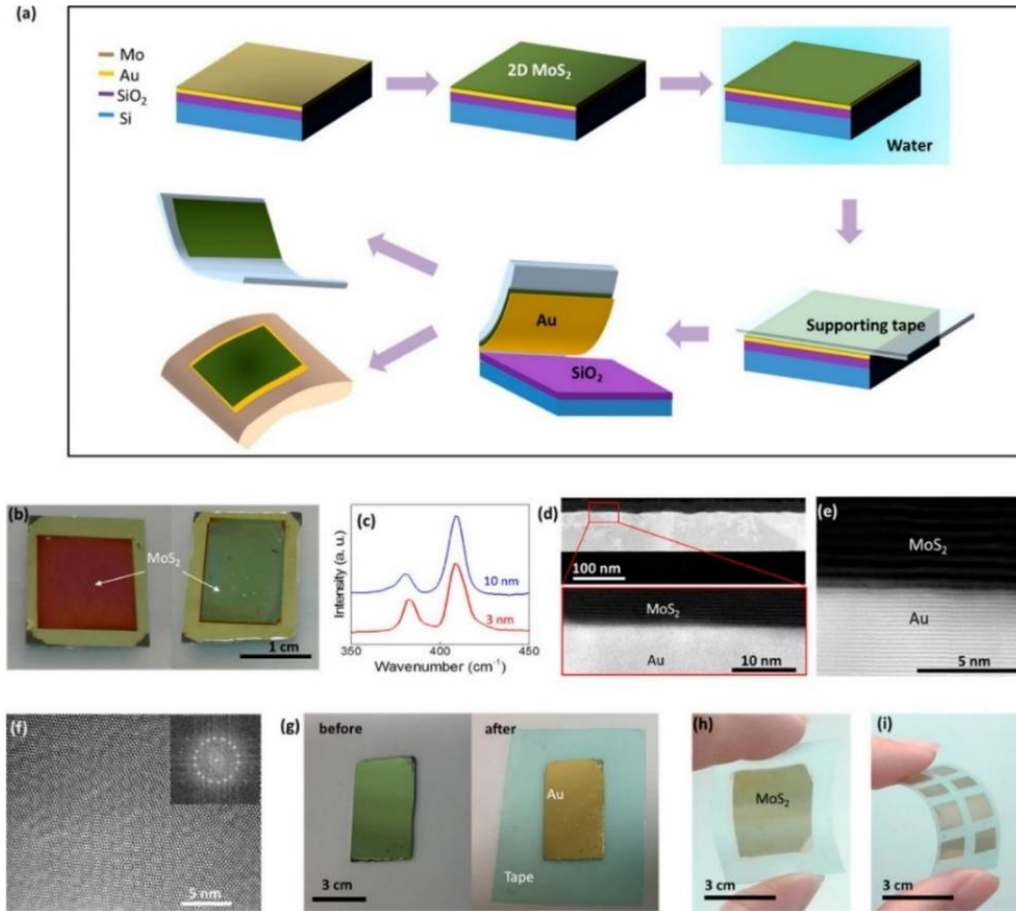 (a)
Mo
Au
SiO₂
Si
2D MoS₂
Water
Au
SiO₂
Supporting tape
(b)
MoS₂
1 cm
(c)
Intensity (a. u.)
10 nm
3 nm
350 400 450
Wavenumber (cm⁻¹)
(d)
100 nm
MoS₂
Au
10 nm
(e)
MoS₂
Au
5 nm
(f)
5 nm
(g)
before
after
Au
Tape
3 cm
(h)
MoS₂
3 cm
(i)
3 cm